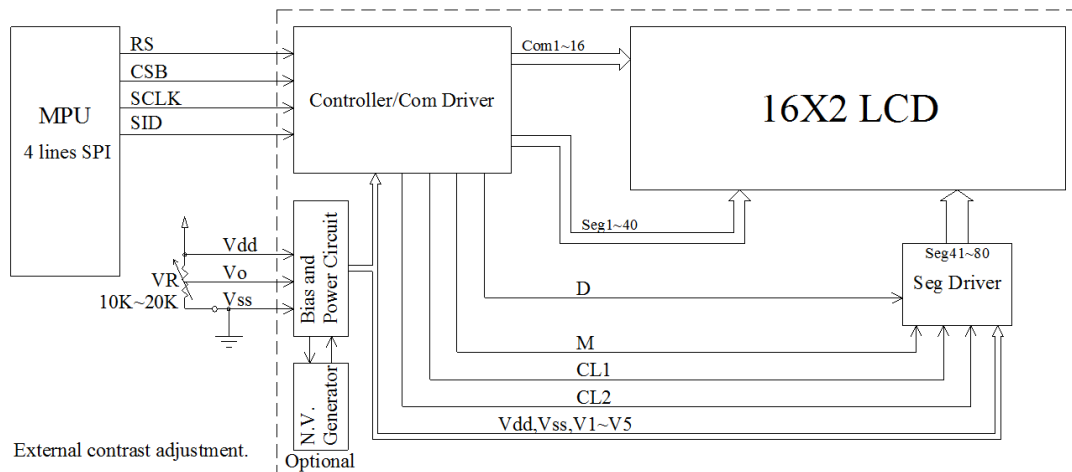 RS
CSB
SCLK
SID
MPU
4 lines SPI
Controller/Com Driver
Com1~16
16X2 LCD
Seg1~40
Seg41~80
Seg Driver
Vdd
VR
Vo
10K~20K
Vss
Bias and
Power Circuit
D
M
CL1
CL2
Vdd,Vss,V1~V5
N.V.
Generator
Optional
External contrast adjustment.